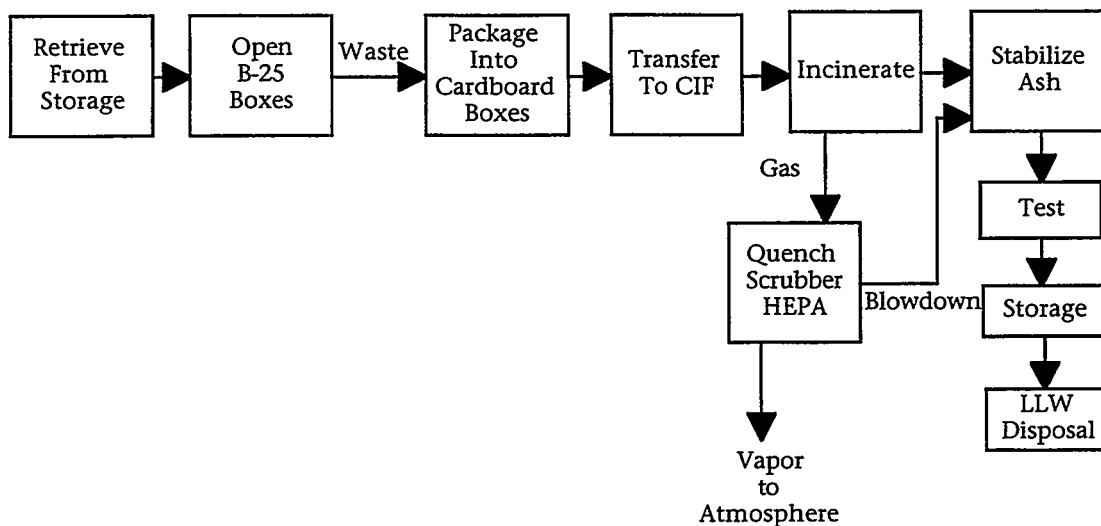 Retrieve
From
Storage
Open
B-25
Boxes
Waste
Package
Into
Cardboard
Boxes
Transfer
To CIF
Incinerate
Stabilize
Ash
Gas
Test
Quench
Scrubber
HEPA
Blowdown
Storage
LLW
Disposal
Vapor
to
Atmosphere